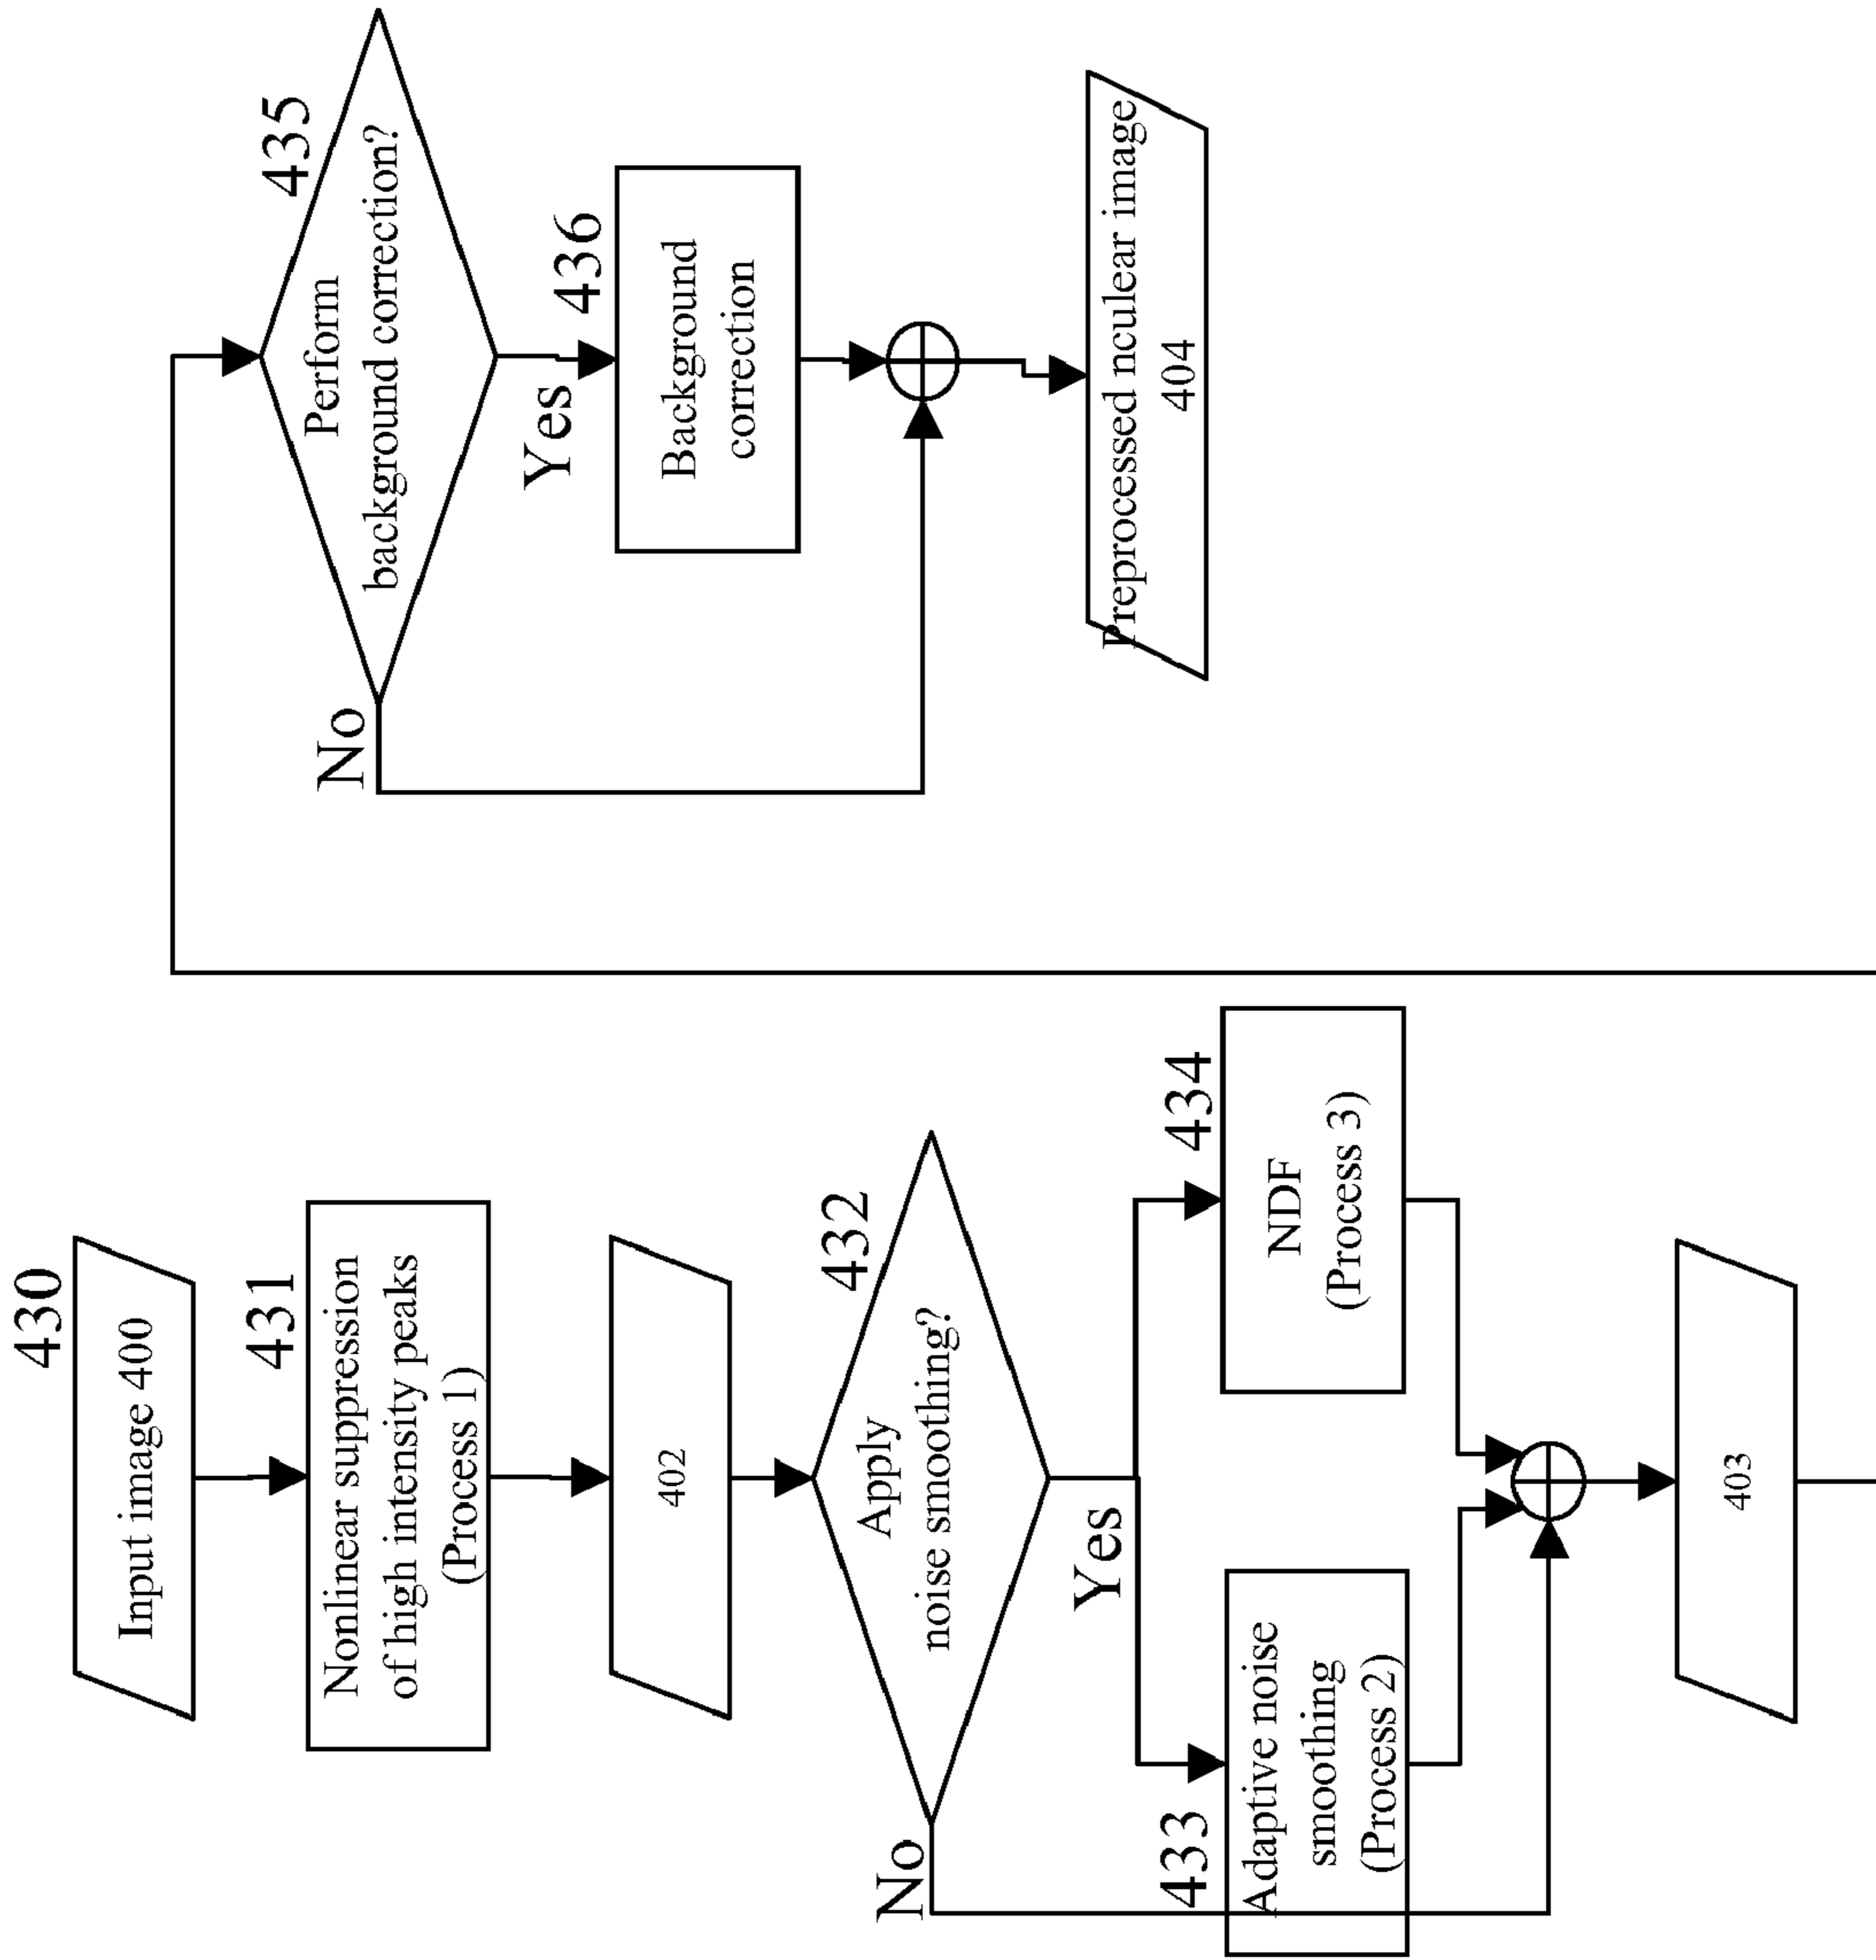 430
Input image 400
431
Nonlinear suppression
of high intensity peaks
(Process 1)
402
432
Apply
noise smoothing?
No
Yes
433
Adaptive noise
smoothing
(Process 2)
434
NDF
(Process 3)
403
435
Perform
background correction?
No
Yes
436
Background
correction
Preprocessed nculear image
404